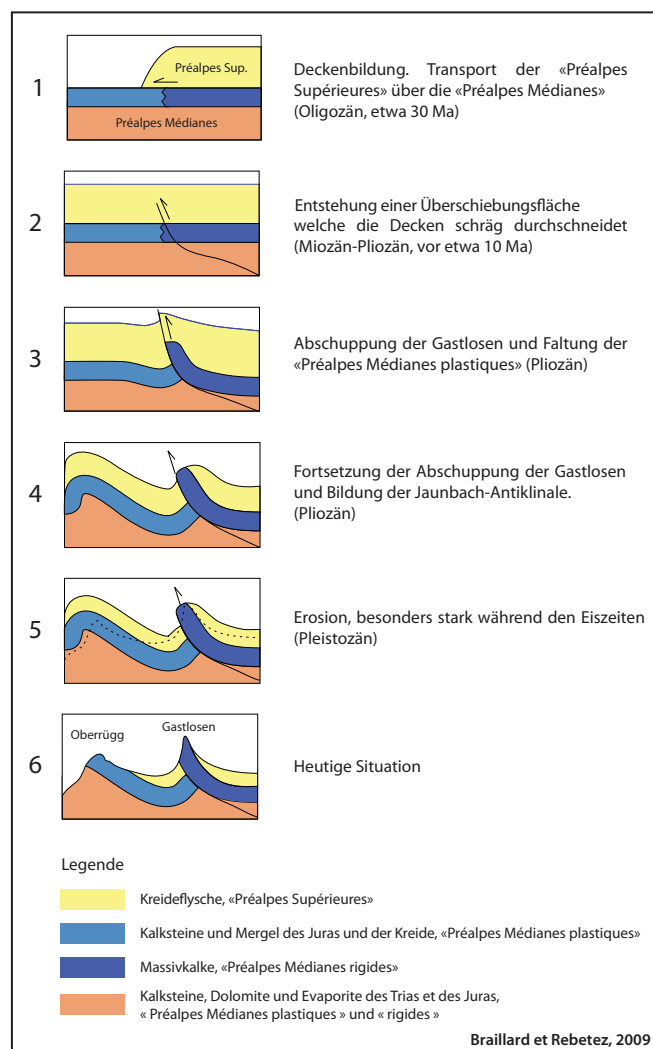 1
Préalpes Sup.
Préalpes Médianes
Deckenbildung. Transport der «Préalpes
Supérieures» über die «Préalpes Médianes»
(Oligozän, etwa 30 Ma)
2
Entstehung einer Überschiebungsfläche
welche die Decken schräg durchschneidet
(Miozän-Pliozän, vor etwa 10 Ma)
3
Abschuppung der Gastlosen und Faltung der
«Préalpes Médianes plastiques» (Pliozän)
4
Fortsetzung der Abschuppung der Gastlosen
und Bildung der Jaunbach-Antiklinale.
(Pliozän)
5
Erosion, besonders stark während den Eiszeiten
(Pleistozän)
6
Oberrügg
Gastlosen
Heutige Situation
Legende
Kreideflysche, «Préalpes Supérieures»
Kalksteine und Mergel des Juras und der Kreide, «Préalpes Médianes plastiques»
Massivkalke, «Préalpes Médianes rigides»
Kalksteine, Dolomite und Evaporite des Trias et des Juras,
« Préalpes Médianes plastiques » und « rigides »
Braillard et Rebetez, 2009